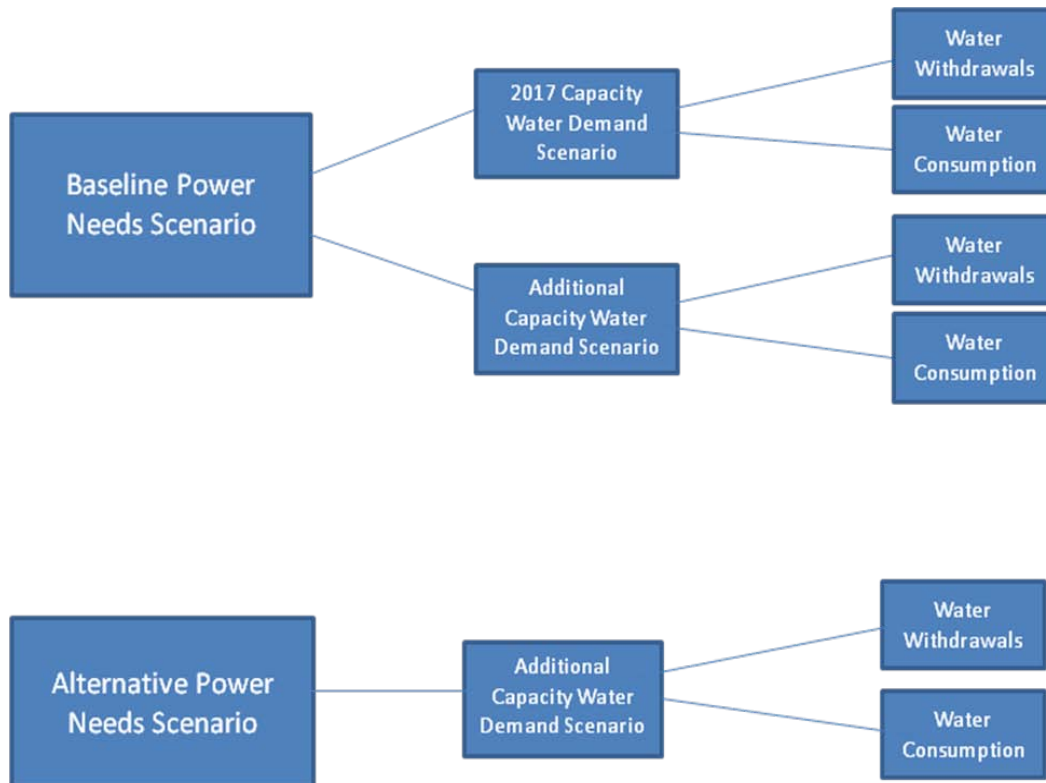 Baseline Power
Needs Scenario
2017 Capacity
Water Demand
Scenario
Water
Withdrawals
Water
Consumption
Additional
Capacity Water
Demand Scenario
Water
Withdrawals
Water
Consumption
Alternative Power
Needs Scenario
Additional
Capacity Water
Demand Scenario
Water
Withdrawals
Water
Consumption